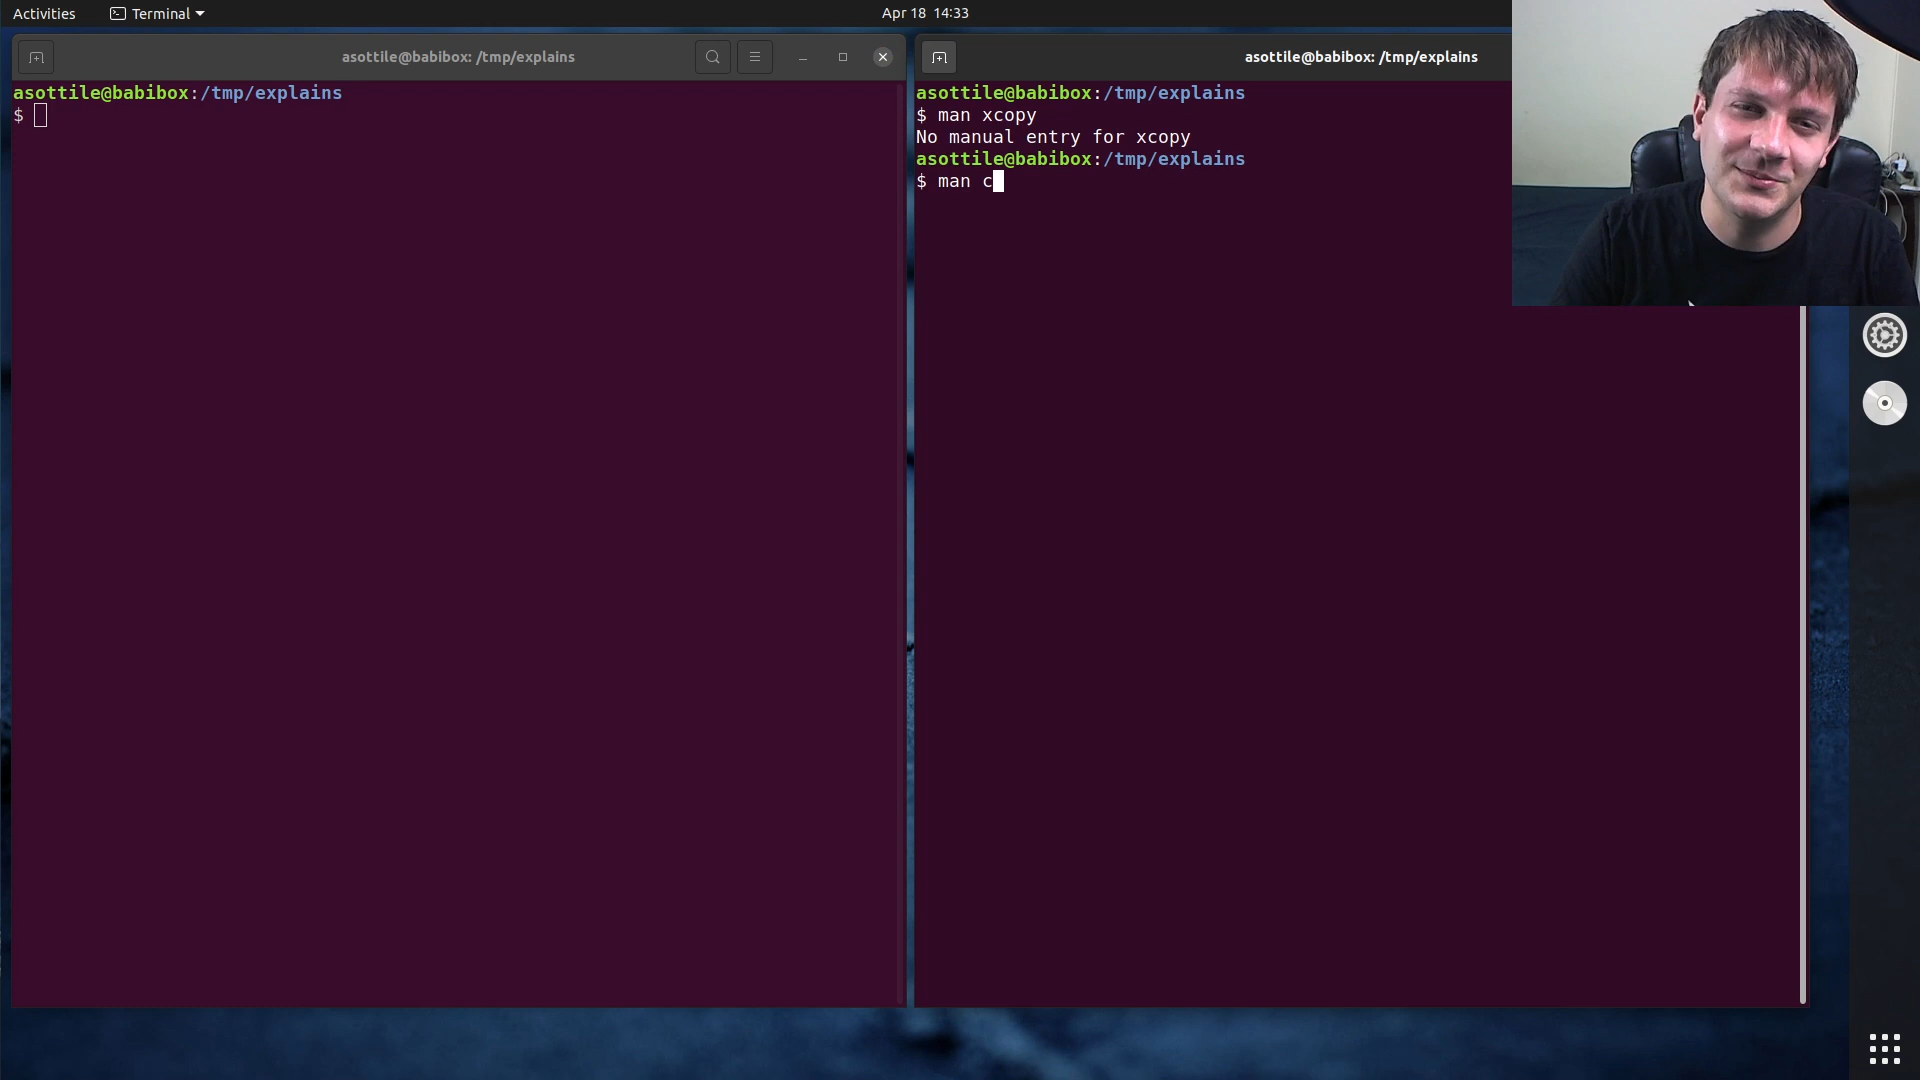 Activities Terminal Apr 18 14:33
asottile@babibox: /tmp/explains
asottile@babibox:/tmp/explains
$
asottile@babibox: /tmp/explains
asottile@babibox:/tmp/explains
$ man xcopy
No manual entry for xcopy
asottile@babibox:/tmp/explains
$ man c